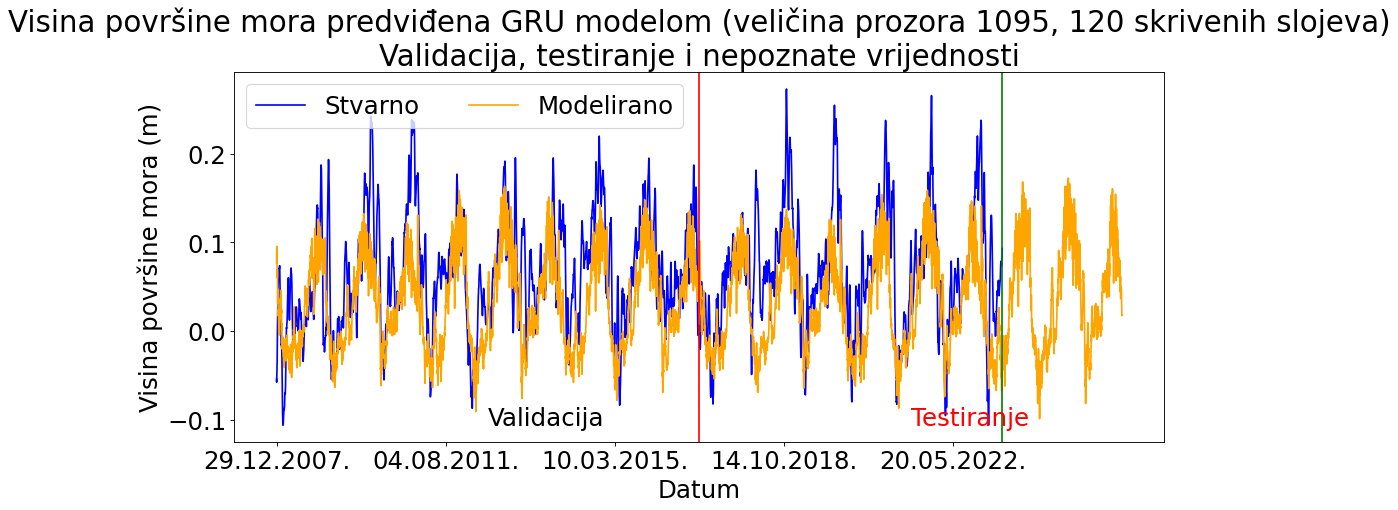 Visina površine mora predviđena GRU modelom (veličina prozora 1095, 120 skrivenih slojeva)
Validacija, testiranje i nepoznate vrijednosti
Stvarno
Modelirano
Visina površine mora (m)
0.2
0.1
0.0
−0.1
Validacija
Testiranje
29.12.2007.
04.08.2011.
10.03.2015.
14.10.2018.
20.05.2022.
Datum